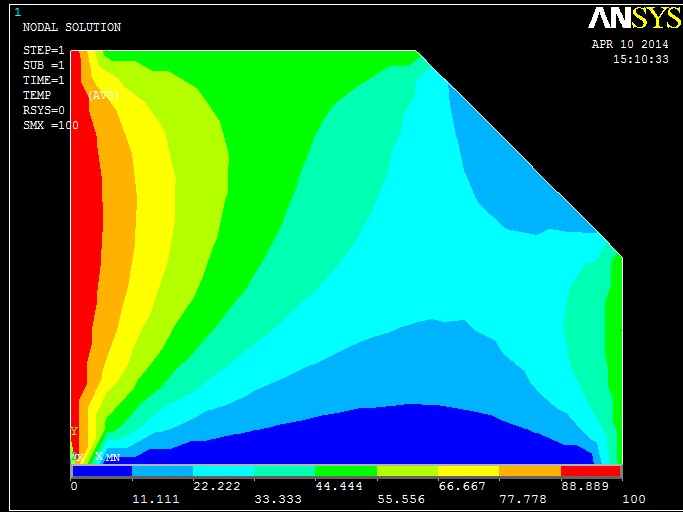 1
ANSYS
NODAL SOLUTION
APR 10 2014
15:10:33
STEP=1
SUB =1
TIME=1
TEMP (AVG)
RSYS=0
SMX =100
Y
X MN
0 22.222 44.444 66.667 88.889
11.111 33.333 55.556 77.778 100